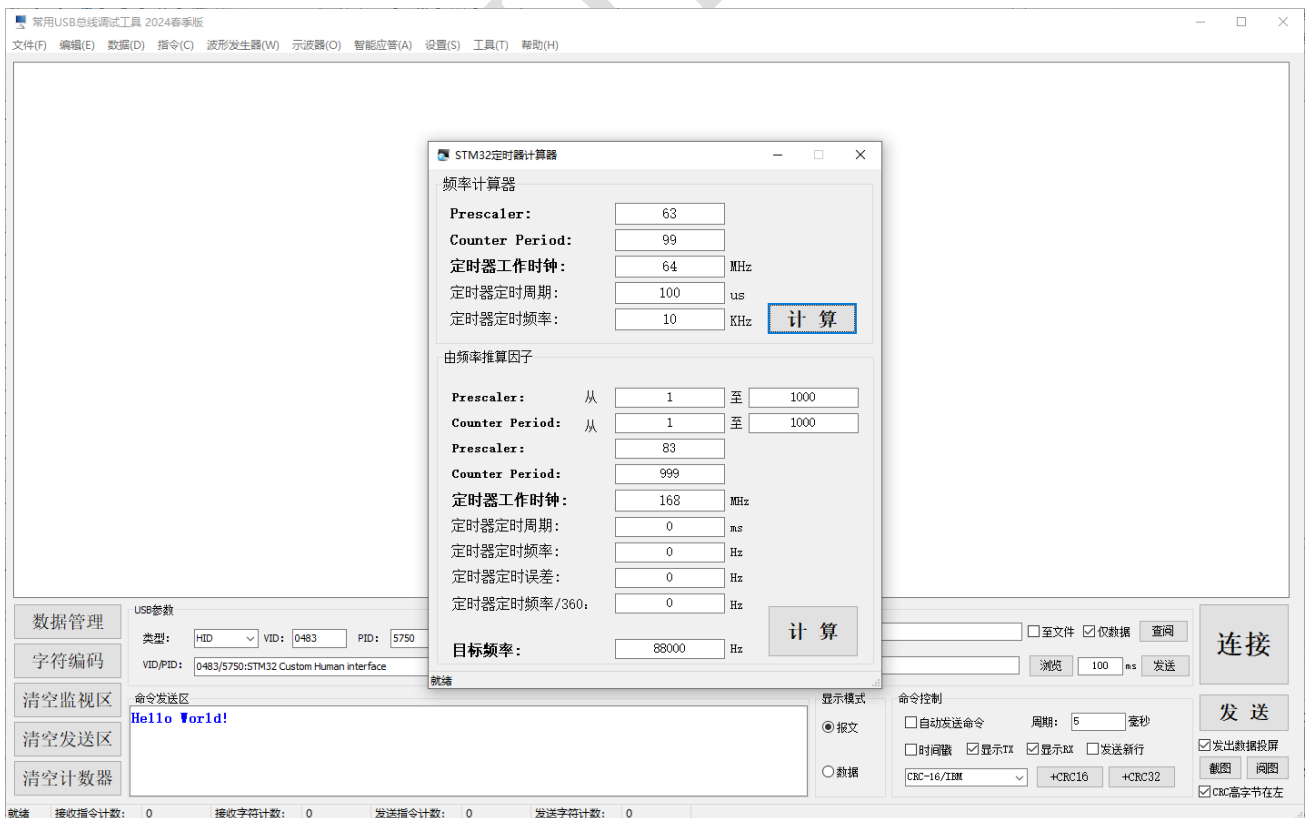 常用USB总线调试工具 2024春季版
文件(F) 编辑(E) 数据(D) 指令(C) 波形发生器(W) 示波器(O) 智能应答(A) 设置(S) 工具(T) 帮助(H)
STM32定时器计算器
频率计算器
Prescaler: 63
Counter Period: 99
定时器工作时钟: 64 MHz
定时器定时周期: 100 us
定时器定时频率: 10 KHz 计 算
由频率推算因子
Prescaler: 从 1 至 1000
Counter Period: 从 1 至 1000
Prescaler: 83
Counter Period: 999
定时器工作时钟: 168 MHz
定时器定时周期: 0 ms
定时器定时频率: 0 Hz
定时器定时误差: 0 Hz
定时器定时频率/360: 0 Hz
计 算
目标频率: 88000 Hz
就绪
数据管理
字符编码
清空监视区
清空发送区
清空计数器
USB参数
类型: HID VID: 0483 PID: 5750
VID/PID: 0483/5750:STM32 Custom Human interface
至文件 仅数据 查阅
浏览 100 ms 发送
连接
命令发送区
Hello World!
显示模式
报文
数据
命令控制
自动发送命令 周期: 5 毫秒
时间戳 显示TX 显示RX 发送新行
CRC-16/IBM +CRC16 +CRC32
发 送
发出数据投屏
截图 阅图
CRC高字节在左
就绪 接收指令计数: 0 接收字符计数: 0 发送指令计数: 0 发送字符计数: 0